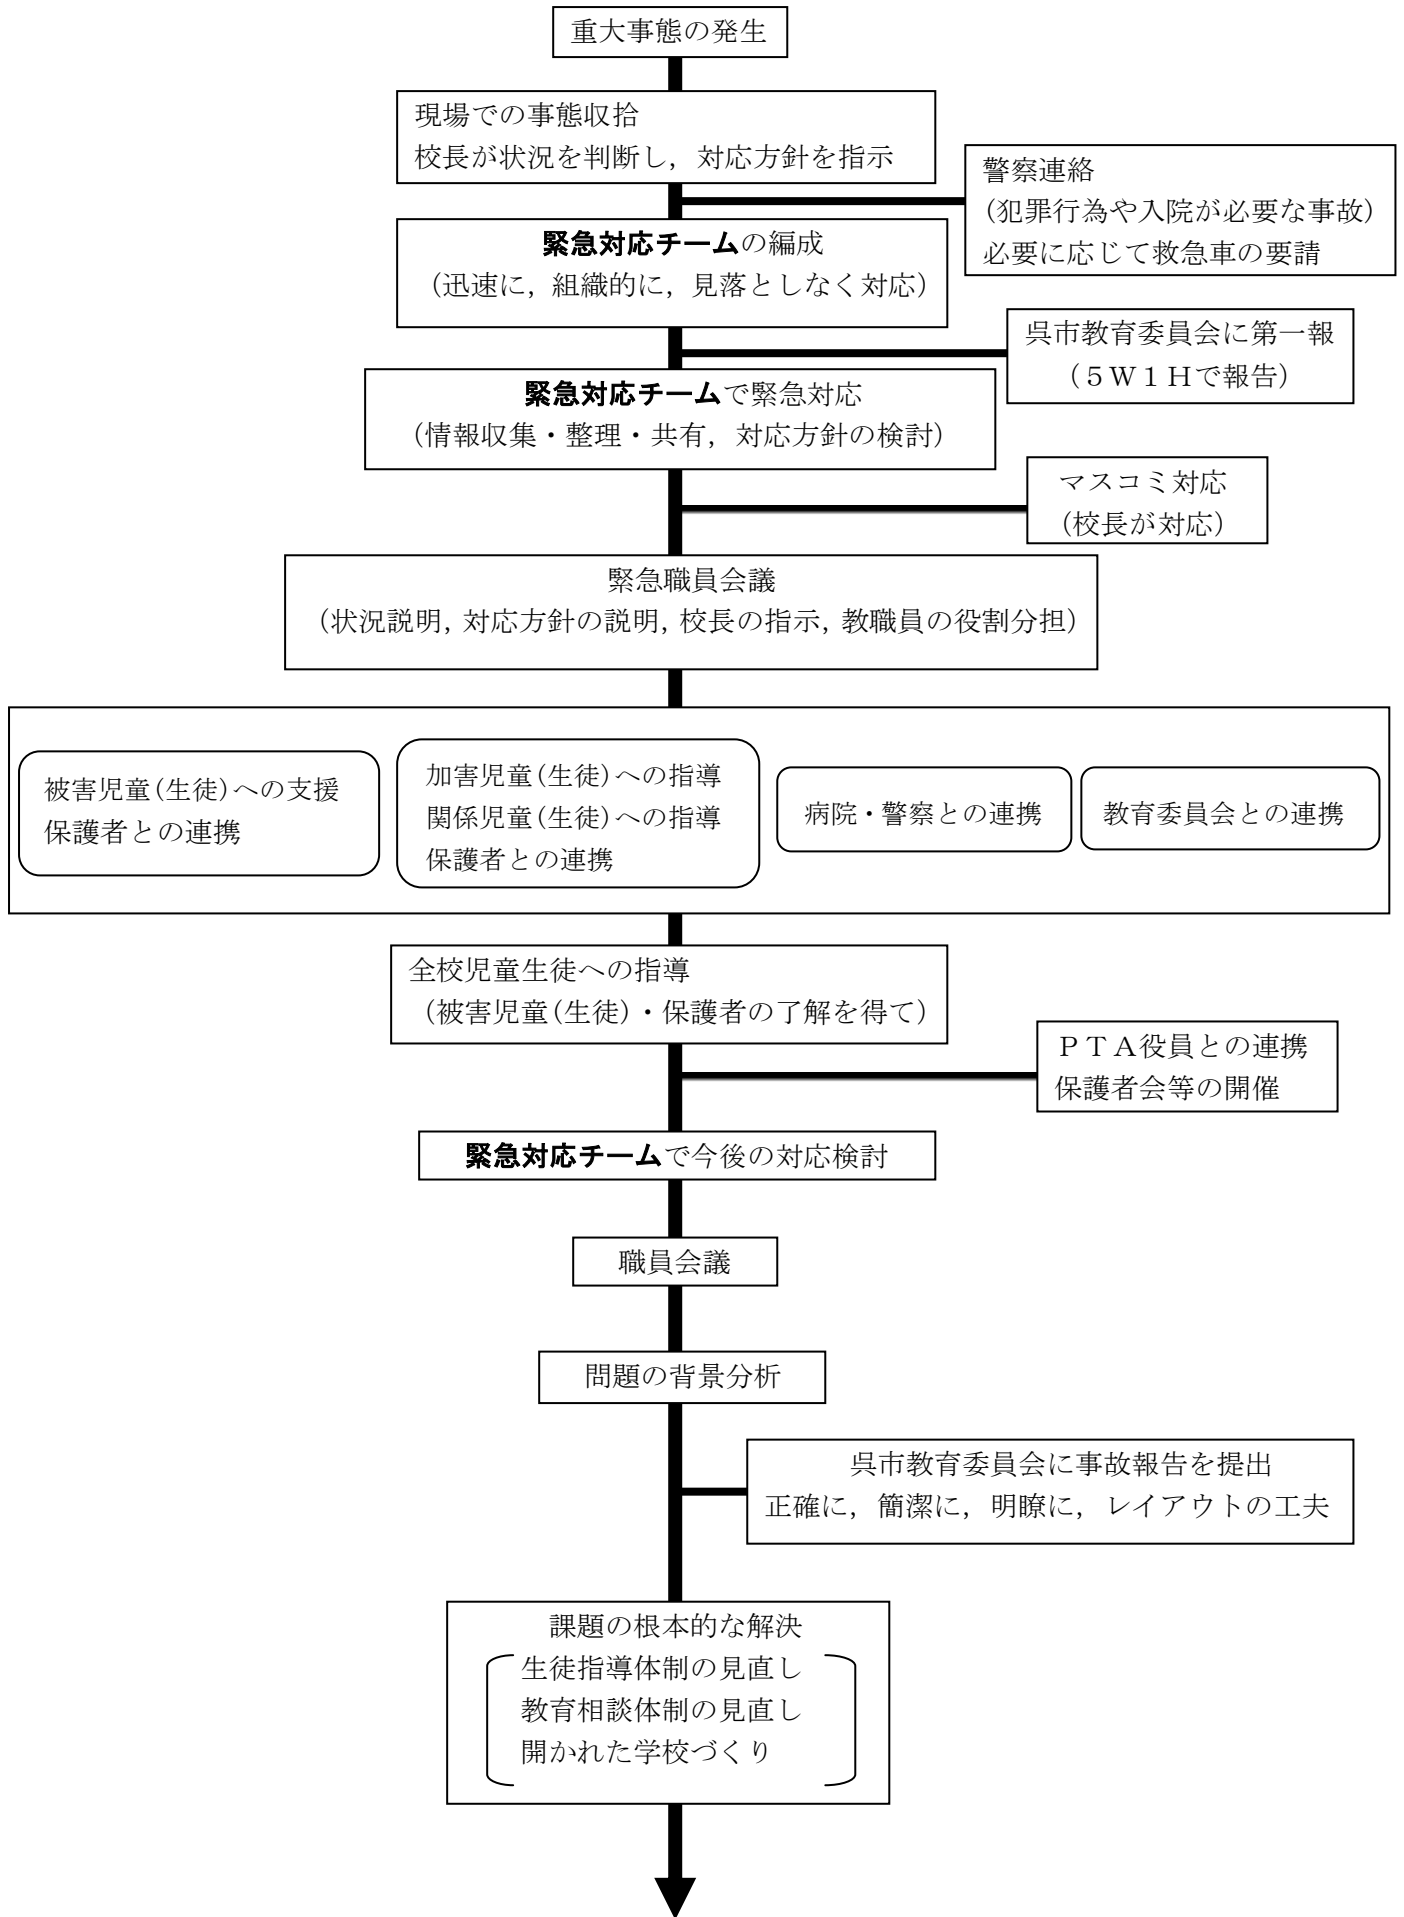 重大事態の発生
現場での事態収拾
校長が状況を判断し，対応方針を指示
警察連絡
（犯罪行為や入院が必要な事故）
必要に応じて救急車の要請
緊急対応チームの編成
（迅速に，組織的に，見落としなく対応）
呉市教育委員会に第一報
（５Ｗ１Ｈで報告）
緊急対応チームで緊急対応
（情報収集・整理・共有，対応方針の検討）
マスコミ対応
（校長が対応）
緊急職員会議
（状況説明，対応方針の説明，校長の指示，教職員の役割分担）
被害児童（生徒）への支援
保護者との連携
加害児童（生徒）への指導
関係児童（生徒）への指導
保護者との連携
病院・警察との連携
教育委員会との連携
全校児童生徒への指導
（被害児童（生徒）・保護者の了解を得て）
ＰＴＡ役員との連携
保護者会等の開催
緊急対応チームで今後の対応検討
職員会議
問題の背景分析
呉市教育委員会に事故報告を提出
正確に，簡潔に，明瞭に，レイアウトの工夫
課題の根本的な解決
生徒指導体制の見直し
教育相談体制の見直し
開かれた学校づくり